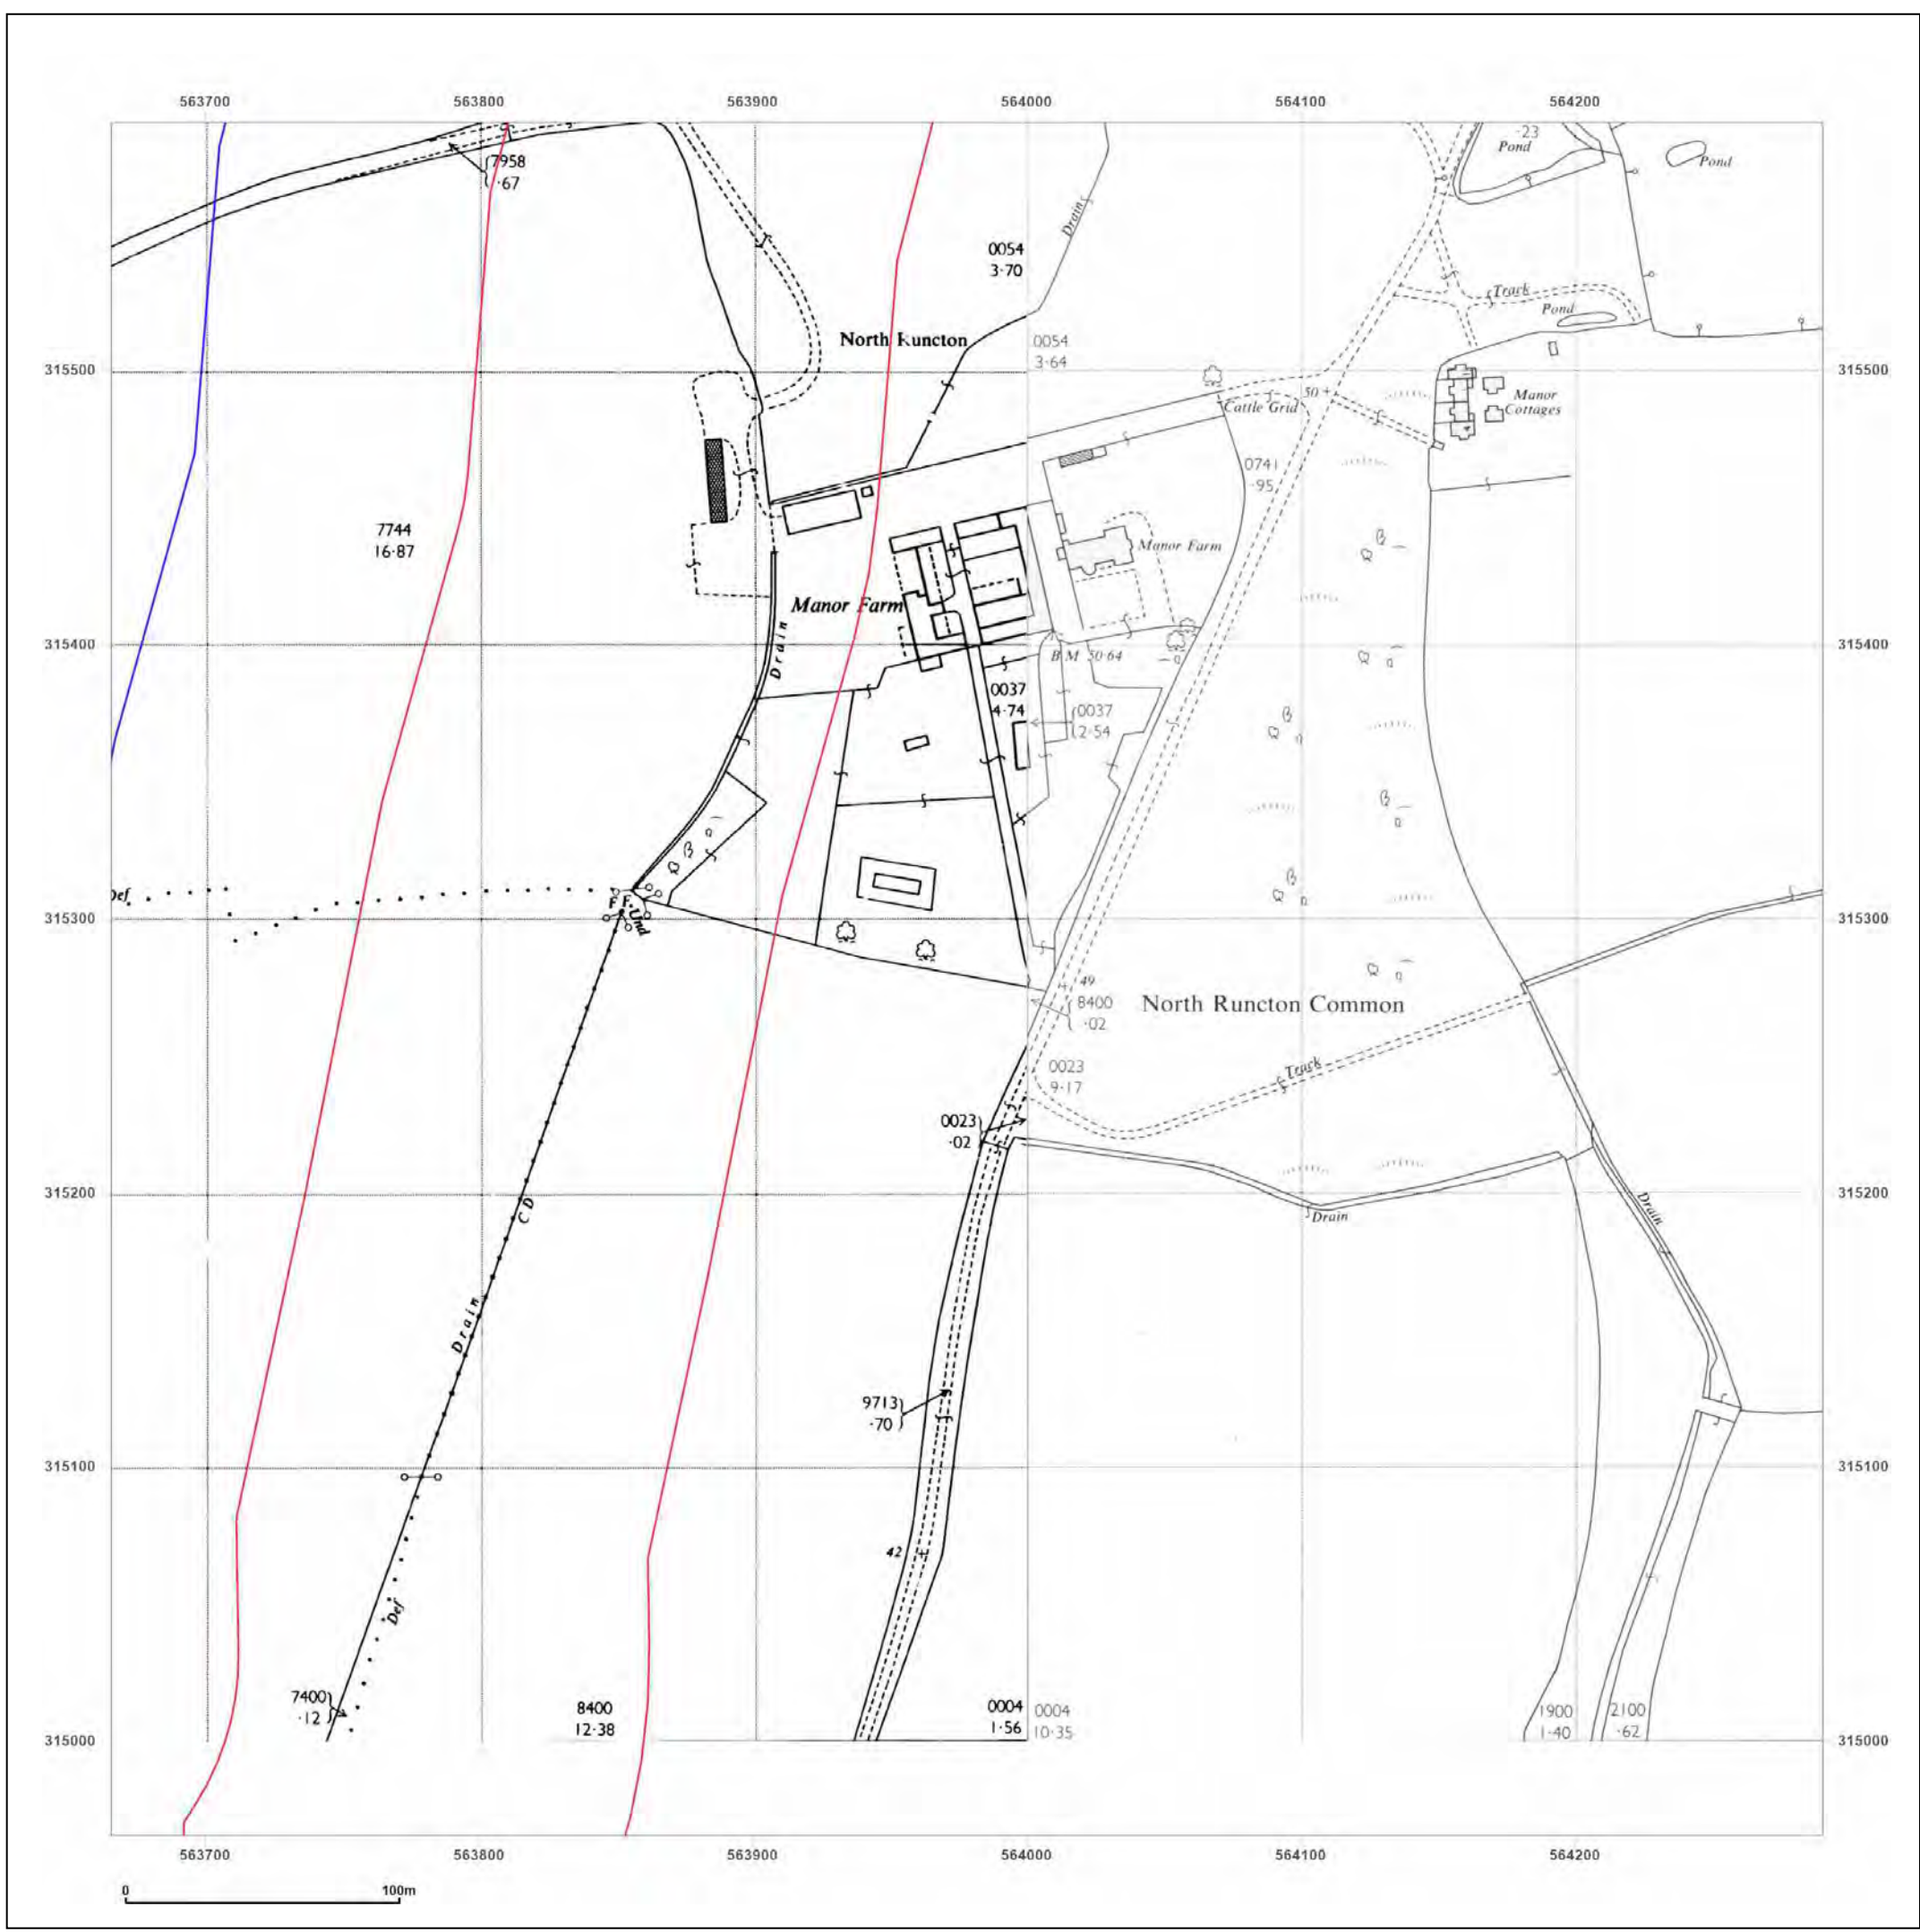 563700 563800 563900 564000 564100 564200
7958
·67
·23
Pond
Pond
Drain
0054
3·70
Track
Pond
North Runcton
0054
3·64
315500
315500
50 +
Cattle Grid
Manor
Cottages
0741
·95
7744
16·87
Manor Farm
Manor Farm
Drain
315400
315400
B M 50·64
0037
4·74
0037
2·54
Def
F F
Und
315300
315300
49
8400
·02
North Runcton Common
0023
9·17
Track
0023
·02
315200
315200
C D
Drain
Drain
Drain
9713
·70
315100
315100
42 +
Def
7400
·12
8400
12·38
0004
1·56
0004
10·35
1900
1·40
2100
·62
315000
315000
563700 563800 563900 564000 564100 564200
0 100m